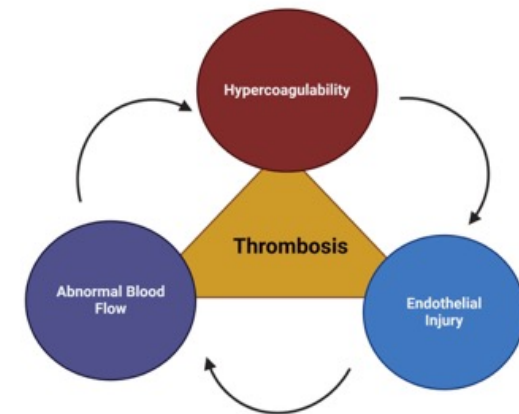 Hypercoagulability
Thrombosis
Abnormal Blood
Flow
Endothelial
Injury